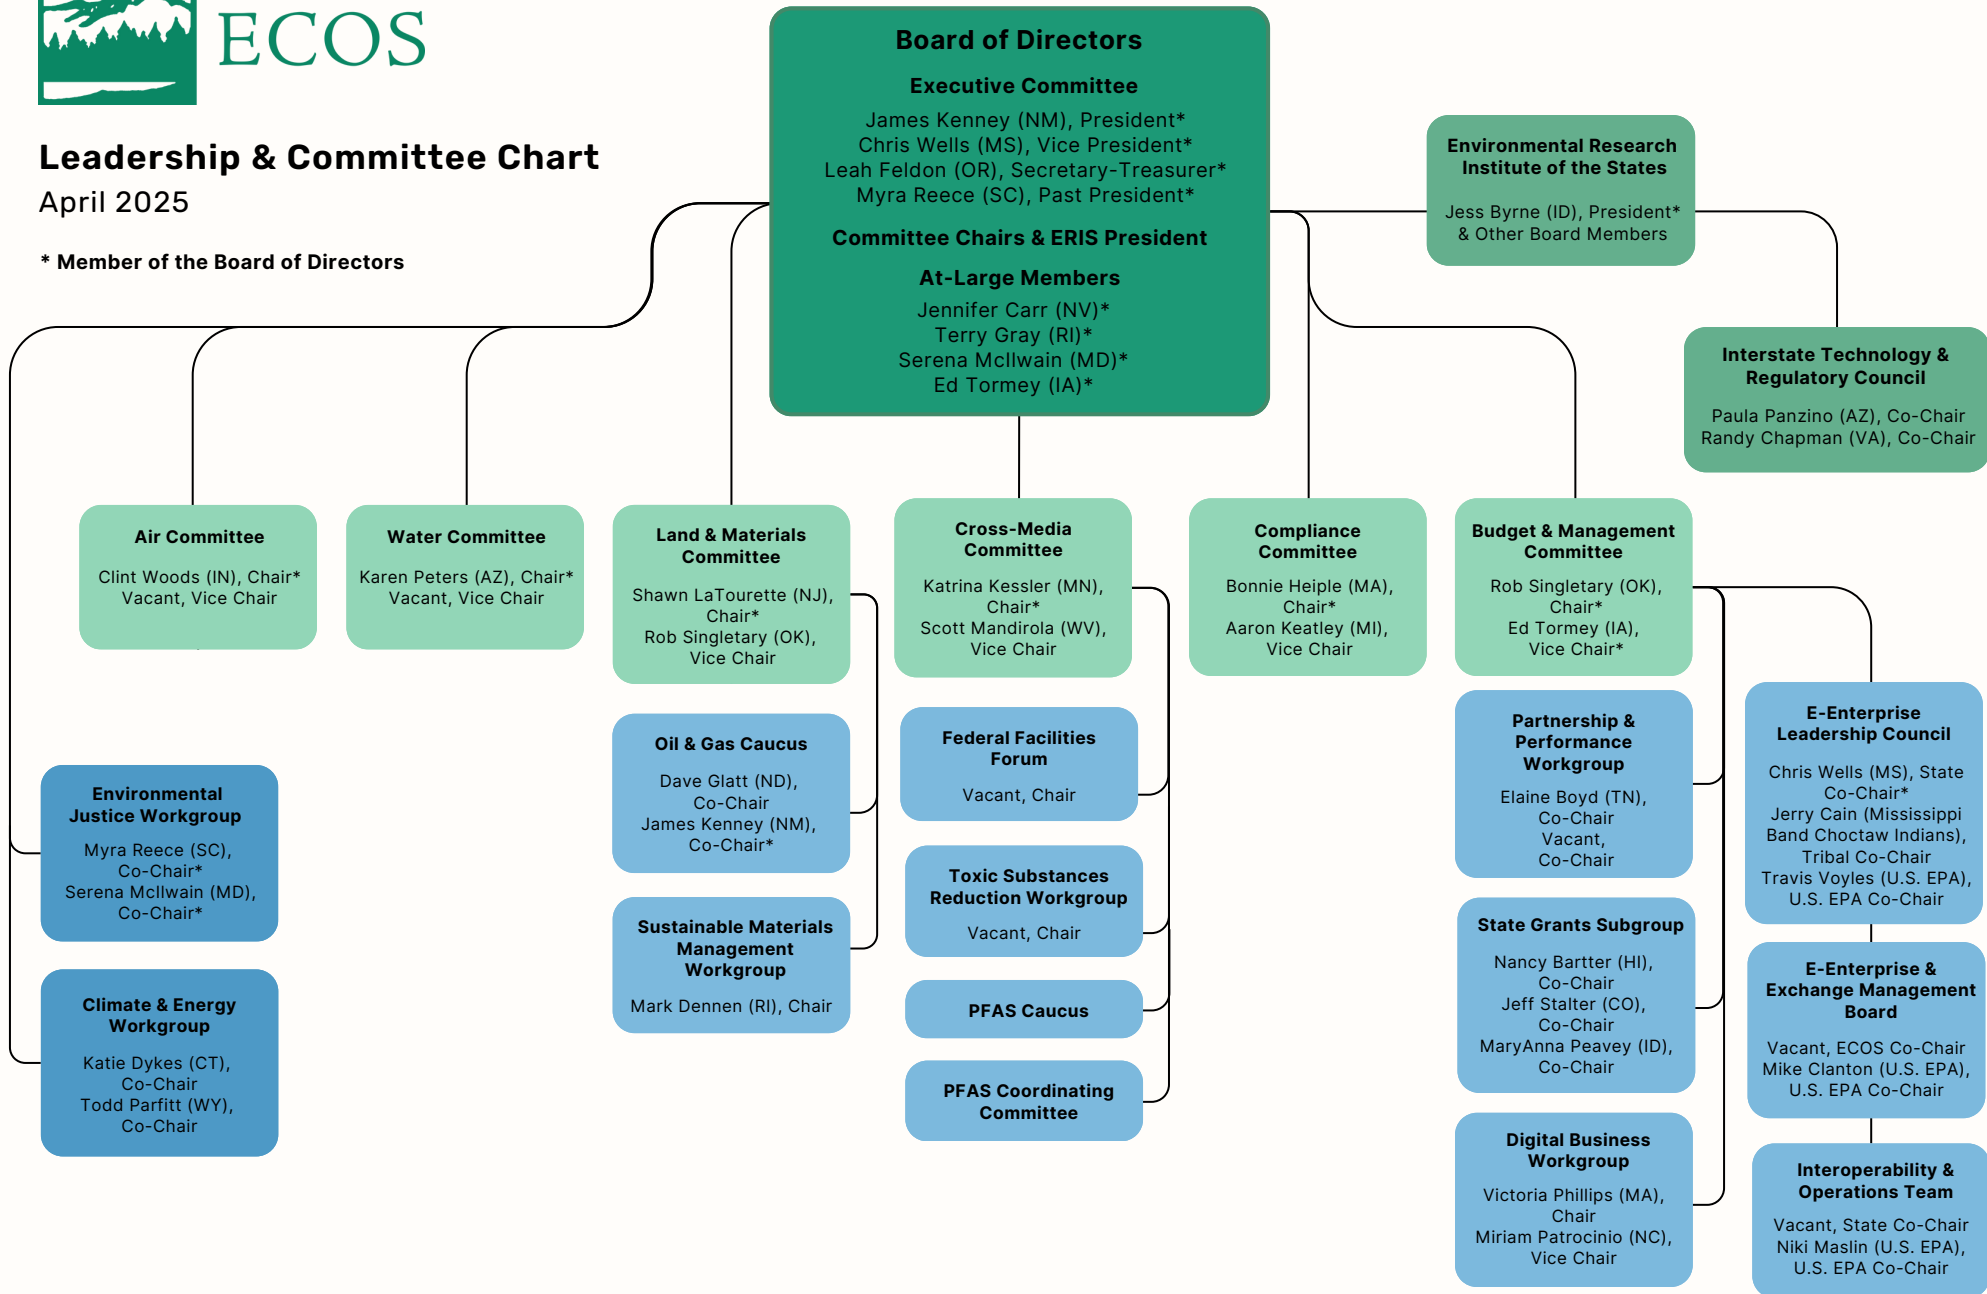 ECOS
Leadership & Committee Chart
April 2025
* Member of the Board of Directors
Board of Directors
Executive Committee
James Kenney (NM), President*
Chris Wells (MS), Vice President*
Leah Feldon (OR), Secretary-Treasurer*
Myra Reece (SC), Past President*
Committee Chairs & ERIS President
At-Large Members
Jennifer Carr (NV)*
Terry Gray (RI)*
Serena McIlwain (MD)*
Ed Tormey (IA)*
Environmental Research
Institute of the States
Jess Byrne (ID), President*
& Other Board Members
Interstate Technology &
Regulatory Council
Paula Panzino (AZ), Co-Chair
Randy Chapman (VA), Co-Chair
Air Committee
Clint Woods (IN), Chair*
Vacant, Vice Chair
Water Committee
Karen Peters (AZ), Chair*
Vacant, Vice Chair
Land & Materials
Committee
Shawn LaTourette (NJ),
Chair*
Rob Singletary (OK),
Vice Chair
Cross-Media
Committee
Katrina Kessler (MN),
Chair*
Scott Mandirola (WV),
Vice Chair
Compliance
Committee
Bonnie Heiple (MA),
Chair*
Aaron Keatley (MI),
Vice Chair
Budget & Management
Committee
Rob Singletary (OK),
Chair*
Ed Tormey (IA),
Vice Chair*
Environmental
Justice Workgroup
Myra Reece (SC),
Co-Chair*
Serena McIlwain (MD),
Co-Chair*
Climate & Energy
Workgroup
Katie Dykes (CT),
Co-Chair
Todd Parfitt (WY),
Co-Chair
Oil & Gas Caucus
Dave Glatt (ND),
Co-Chair
James Kenney (NM),
Co-Chair*
Sustainable Materials
Management
Workgroup
Mark Dennen (RI), Chair
Federal Facilities
Forum
Vacant, Chair
Toxic Substances
Reduction Workgroup
Vacant, Chair
PFAS Caucus
PFAS Coordinating
Committee
Partnership &
Performance
Workgroup
Elaine Boyd (TN),
Co-Chair
Vacant,
Co-Chair
State Grants Subgroup
Nancy Bartter (HI),
Co-Chair
Jeff Stalter (CO),
Co-Chair
MaryAnna Peavey (ID),
Co-Chair
Digital Business
Workgroup
Victoria Phillips (MA),
Chair
Miriam Patrocinio (NC),
Vice Chair
E-Enterprise
Leadership Council
Chris Wells (MS), State
Co-Chair*
Jerry Cain (Mississippi
Band Choctaw Indians),
Tribal Co-Chair
Travis Voyles (U.S. EPA),
U.S. EPA Co-Chair
E-Enterprise &
Exchange Management
Board
Vacant, ECOS Co-Chair
Mike Clanton (U.S. EPA),
U.S. EPA Co-Chair
Interoperability &
Operations Team
Vacant, State Co-Chair
Niki Maslin (U.S. EPA),
U.S. EPA Co-Chair